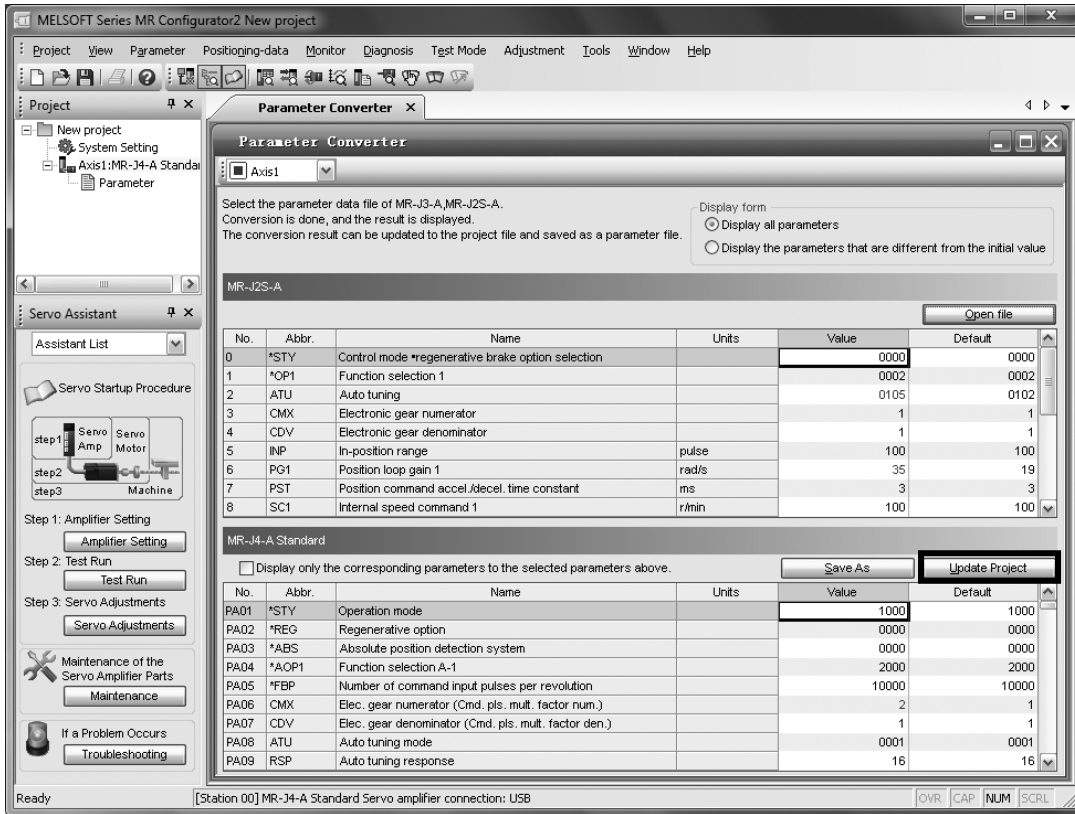 MELSOFT Series MR Configurator2 New project
Project View Parameter Positioning-data Monitor Diagnosis Test Mode Adjustment Tools Window Help
Project
New project
System Setting
Axis1:MR-J4-A Standar
Parameter
Servo Assistant
Assistant List
Servo Startup Procedure
step1
Servo Amp
Servo Motor
step2
step3
Machine
Step 1: Amplifier Setting
Amplifier Setting
Step 2: Test Run
Test Run
Step 3: Servo Adjustments
Servo Adjustments
Maintenance of the
Servo Amplifier Parts
Maintenance
If a Problem Occurs
Troubleshooting
Parameter Converter
Parameter Converter
Axis1
Select the parameter data file of MR-J3-A,MR-J2S-A.
Conversion is done, and the result is displayed.
The conversion result can be updated to the project file and saved as a parameter file.
Display form
Display all parameters
Display the parameters that are different from the initial value
MR-J2S-A
Open file
No. Abbr. Name Units Value Default
0 *STY Control mode •regenerative brake option selection 0000 0000
1 *OP1 Function selection 1 0002 0002
2 ATU Auto tuning 0105 0102
3 CMX Electronic gear numerator 1 1
4 CDV Electronic gear denominator 1 1
5 INP In-position range pulse 100 100
6 PG1 Position loop gain 1 rad/s 35 19
7 PST Position command accel./decel. time constant ms 3 3
8 SC1 Internal speed command 1 r/min 100 100
MR-J4-A Standard
Display only the corresponding parameters to the selected parameters above.
Save As
Update Project
No. Abbr. Name Units Value Default
PA01 *STY Operation mode 1000 1000
PA02 *REG Regenerative option 0000 0000
PA03 *ABS Absolute position detection system 0000 0000
PA04 *AOP1 Function selection A-1 2000 2000
PA05 *FBP Number of command input pulses per revolution 10000 10000
PA06 CMX Elec. gear numerator (Cmd. pls. mult. factor num.) 2 1
PA07 CDV Elec. gear denominator (Cmd. pls. mult. factor den.) 1 1
PA08 ATU Auto tuning mode 0001 0001
PA09 RSP Auto tuning response 16 16
Ready
[Station 00] MR-J4-A Standard Servo amplifier connection: USB
OVR CAP NUM SCRL